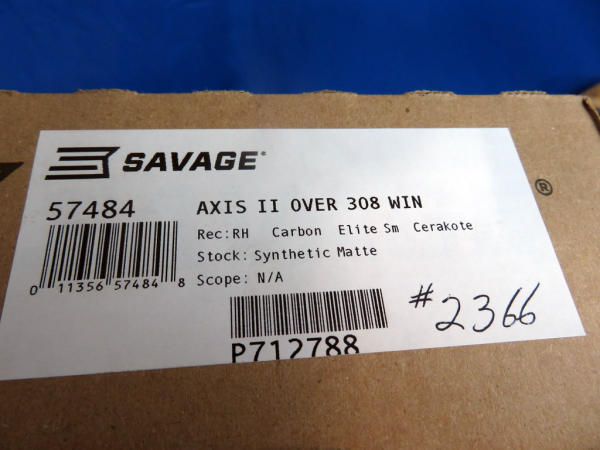 SAVAGE®
57484
AXIS II OVER 308 WIN
Rec:RH Carbon Elite Sm Cerakote
Stock: Synthetic Matte
Scope: N/A
0 11356 57484 8
#2366
P712788
®